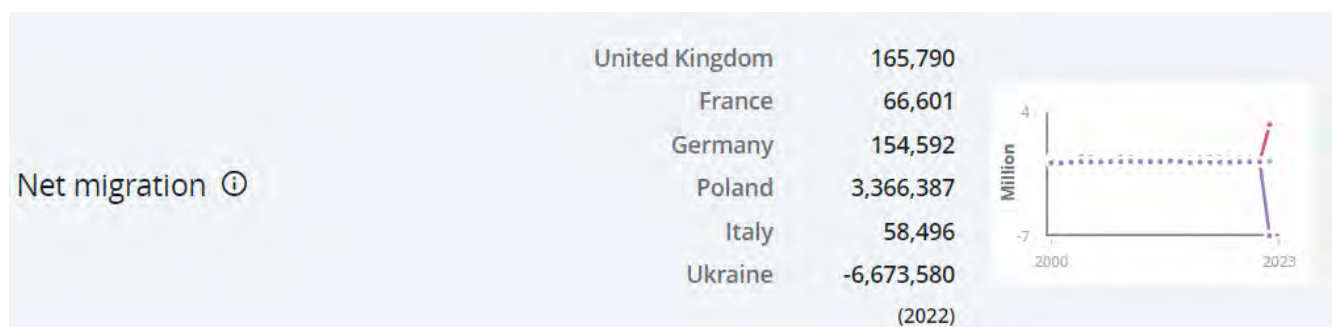 United Kingdom 165,790
France 66,601
Germany 154,592
Net migration ⓘ
Poland 3,366,387
Italy 58,496
Ukraine -6,673,580
(2022)
4
Million
-7
2000 2023